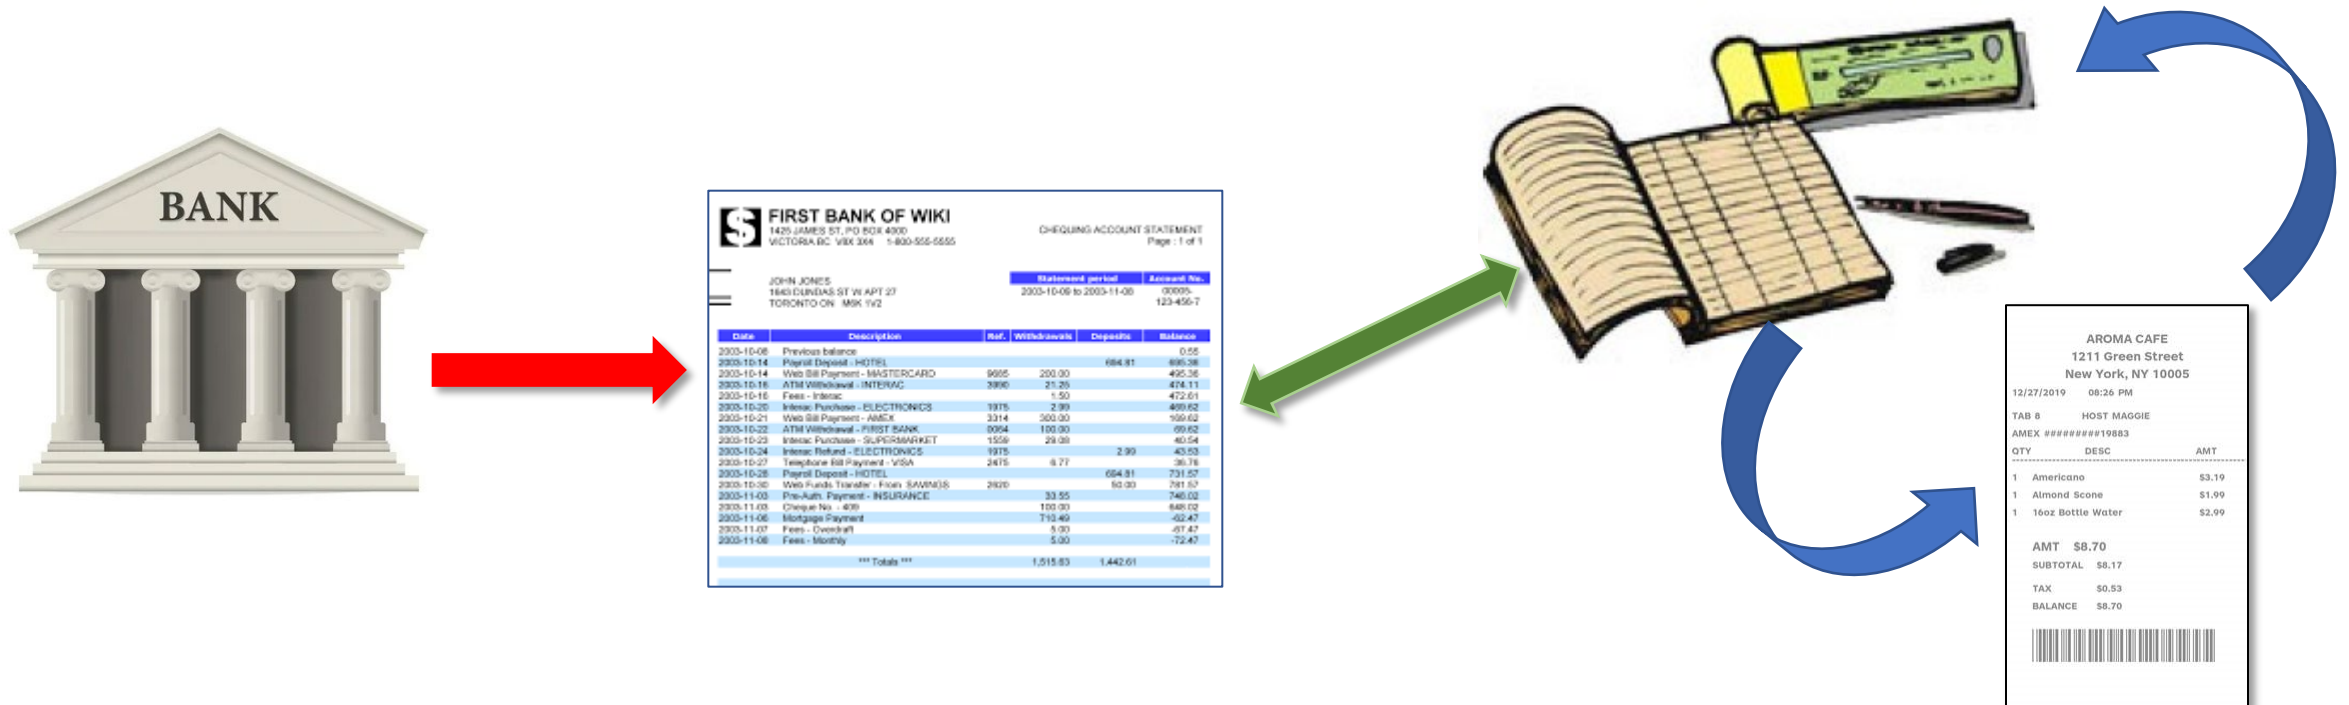 BANK
FIRST BANK OF WIKI
1425 JAMES ST, PO BOX 4000
VICTORIA BC V8X 3X4 1-800-555-5555
CHEQUING ACCOUNT STATEMENT
Page : 1 of 1
JOHN JONES
1643 DUNDAS ST W APT 27
TORONTO ON M6K 1V2
Statement period Account No.
2003-10-09 to 2003-11-08 00005-
123-456-7
Date Description Ref. Withdrawals Deposits Balance
2003-10-08 Previous balance 0.55
2003-10-14 Payroll Deposit - HOTEL 694.81 695.36
2003-10-14 Web Bill Payment - MASTERCARD 9685 200.00 495.36
2003-10-16 ATM Withdrawal - INTERAC 3990 21.25 474.11
2003-10-16 Fees - Interac 1.50 472.61
2003-10-20 Interac Purchase - ELECTRONICS 1975 2.99 469.62
2003-10-21 Web Bill Payment - AMEX 3314 300.00 169.62
2003-10-22 ATM Withdrawal - FIRST BANK 0064 100.00 69.62
2003-10-23 Interac Purchase - SUPERMARKET 1559 29.08 40.54
2003-10-24 Interac Refund - ELECTRONICS 1975 2.99 43.53
2003-10-27 Telephone Bill Payment - VISA 2475 6.77 36.76
2003-10-28 Payroll Deposit - HOTEL 694.81 731.57
2003-10-30 Web Funds Transfer - From SAVINGS 2620 50.00 781.57
2003-11-03 Pre-Auth. Payment - INSURANCE 33.55 748.02
2003-11-03 Cheque No. - 409 100.00 648.02
2003-11-06 Mortgage Payment 710.49 -62.47
2003-11-07 Fees - Overdraft 5.00 -67.47
2003-11-08 Fees - Monthly 5.00 -72.47
*** Totals *** 1,515.63 1,442.61
AROMA CAFE
1211 Green Street
New York, NY 10005
12/27/2019 08:26 PM
TAB 8 HOST MAGGIE
AMEX #########19883
QTY DESC AMT
1 Americano $3.19
1 Almond Scone $1.99
1 16oz Bottle Water $2.99
AMT $8.70
SUBTOTAL $8.17
TAX $0.53
BALANCE $8.70